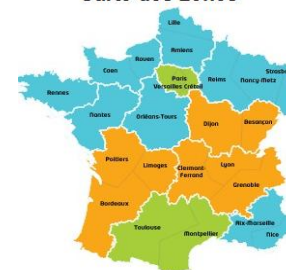 Lille
Amiens
Rouen
Caen
Paris
Versailles Créteil
Reims
Nancy-Metz
Rennes
Nantes
Orléans-Tours
Dijon
Besançon
Poitiers
Limoges
Clermont-
Ferrand
Lyon
Grenoble
Bordeaux
Toulouse
Montpellier
Aix-Marseille
Nice